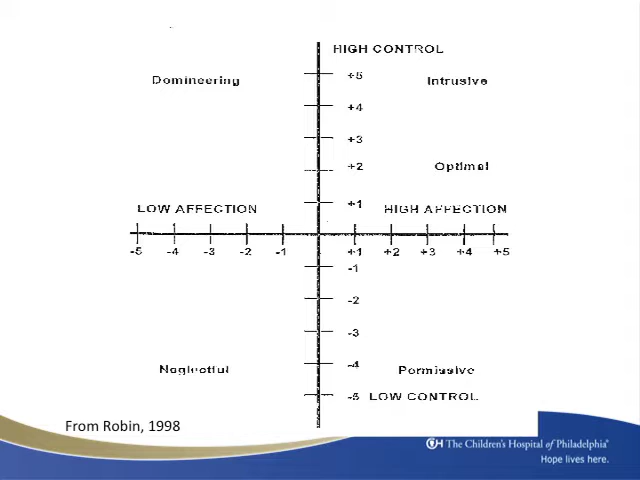 HIGH CONTROL
Domineering
+5
Intrusive
+4
+3
+2
Optimal
LOW AFFECTION
+1
HIGH AFFECTION
-5 -4 -3 -2 -1 +1 +2 +3 +4 +5
-1
-2
-3
Neglectful
-4
Permissive
-5 LOW CONTROL
From Robin, 1998
The Children's Hospital of Philadelphia®
Hope lives here.